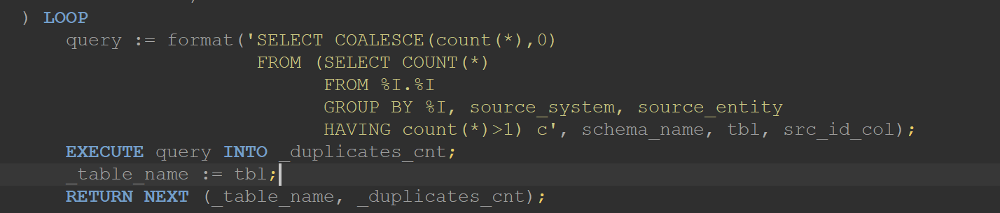 ) LOOP
query := format('SELECT COALESCE(count(*),0)
FROM (SELECT COUNT(*)
FROM %I.%I
GROUP BY %I, source_system, source_entity
HAVING count(*)>1) c', schema_name, tbl, src_id_col);
EXECUTE query INTO _duplicates_cnt;
_table_name := tbl;
RETURN NEXT (_table_name, _duplicates_cnt);